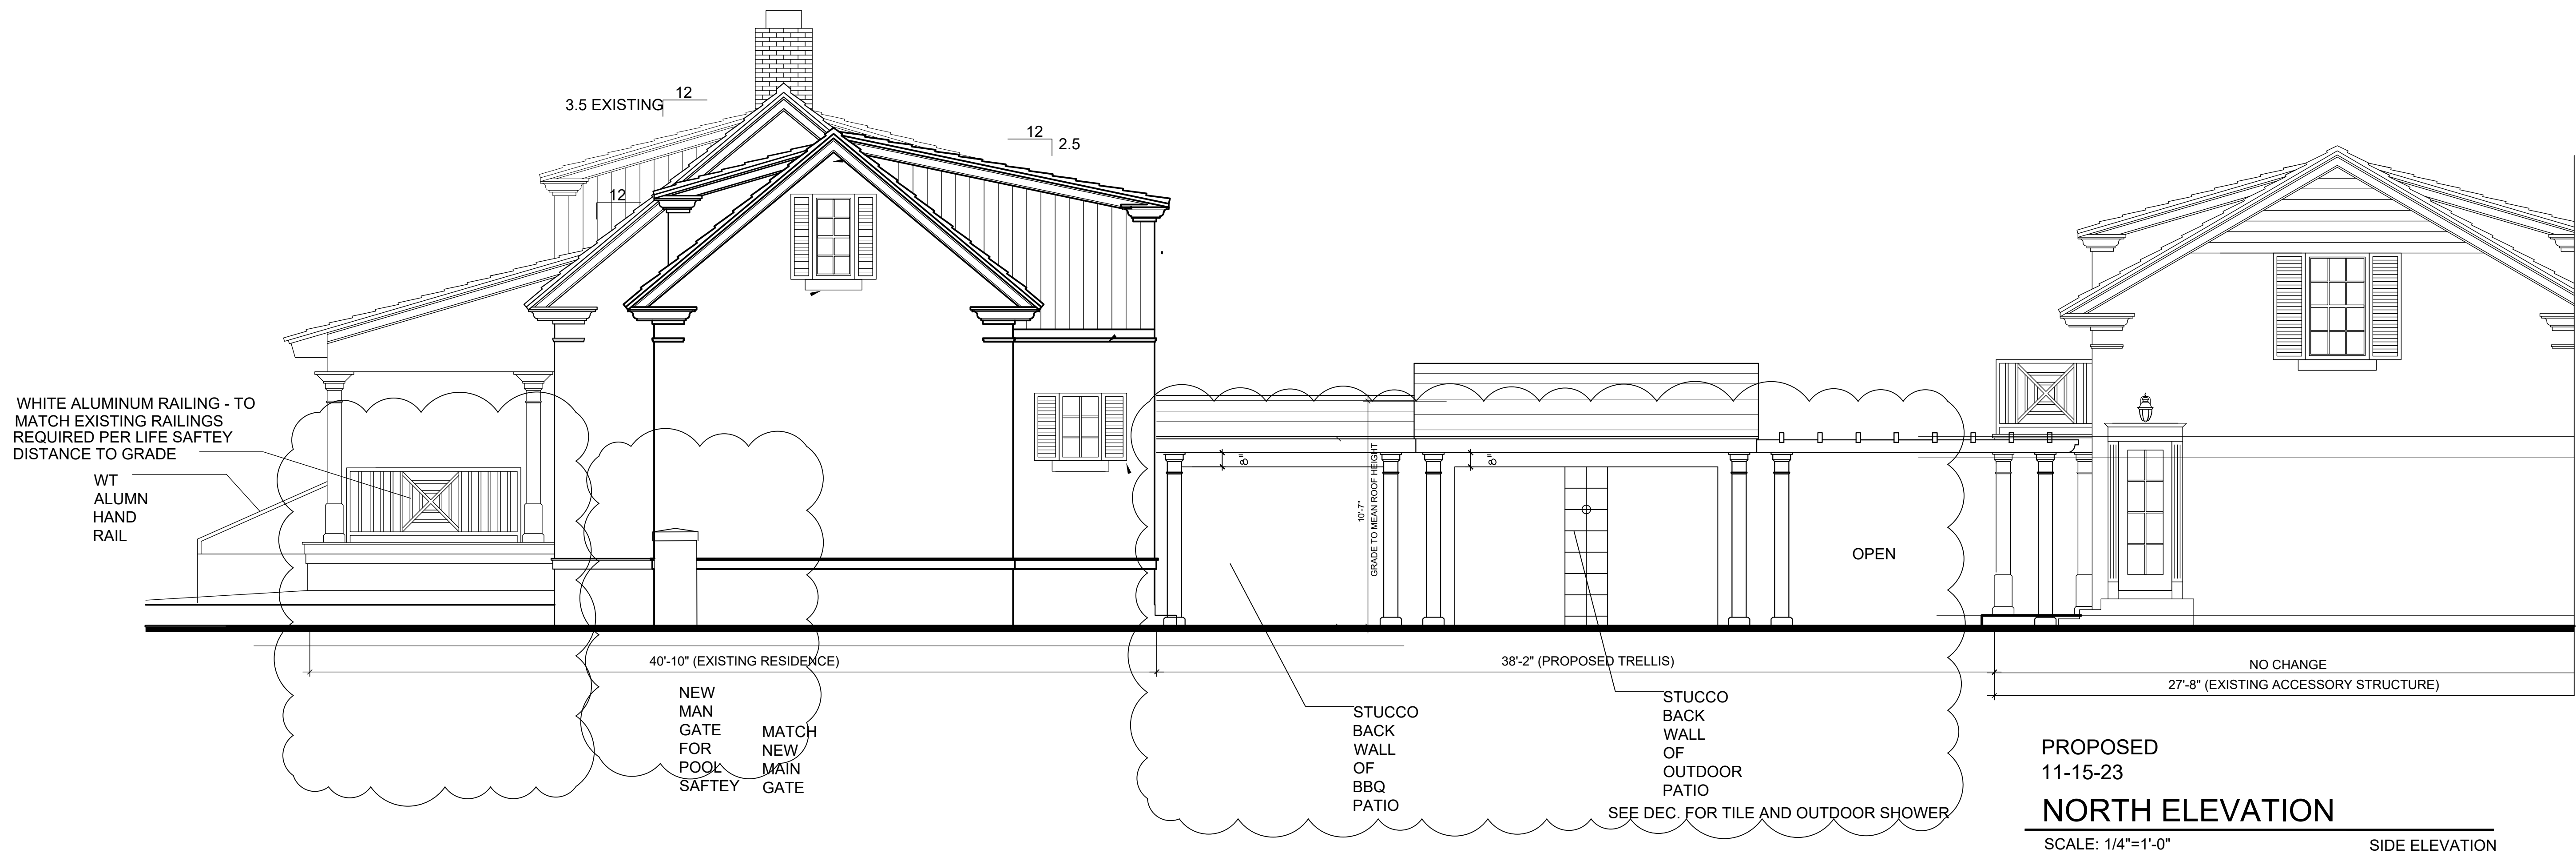 3.5 EXISTING
12
12
2.5
12
WHITE ALUMINUM RAILING - TO
MATCH EXISTING RAILINGS
REQUIRED PER LIFE SAFTEY
DISTANCE TO GRADE
WT
ALUMN
HAND
RAIL
8"
8"
10'-7"
GRADE TO MEAN ROOF HEIGHT
OPEN
40'-10" (EXISTING RESIDENCE)
38'-2" (PROPOSED TRELLIS)
NO CHANGE
27'-8" (EXISTING ACCESSORY STRUCTURE)
NEW
MAN
GATE
FOR
POOL
SAFTEY
MATCH
NEW
MAIN
GATE
STUCCO
BACK
WALL
OF
BBQ
PATIO
STUCCO
BACK
WALL
OF
OUTDOOR
PATIO
SEE DEC. FOR TILE AND OUTDOOR SHOWER
PROPOSED
11-15-23
NORTH ELEVATION
SCALE: 1/4"=1'-0"
SIDE ELEVATION